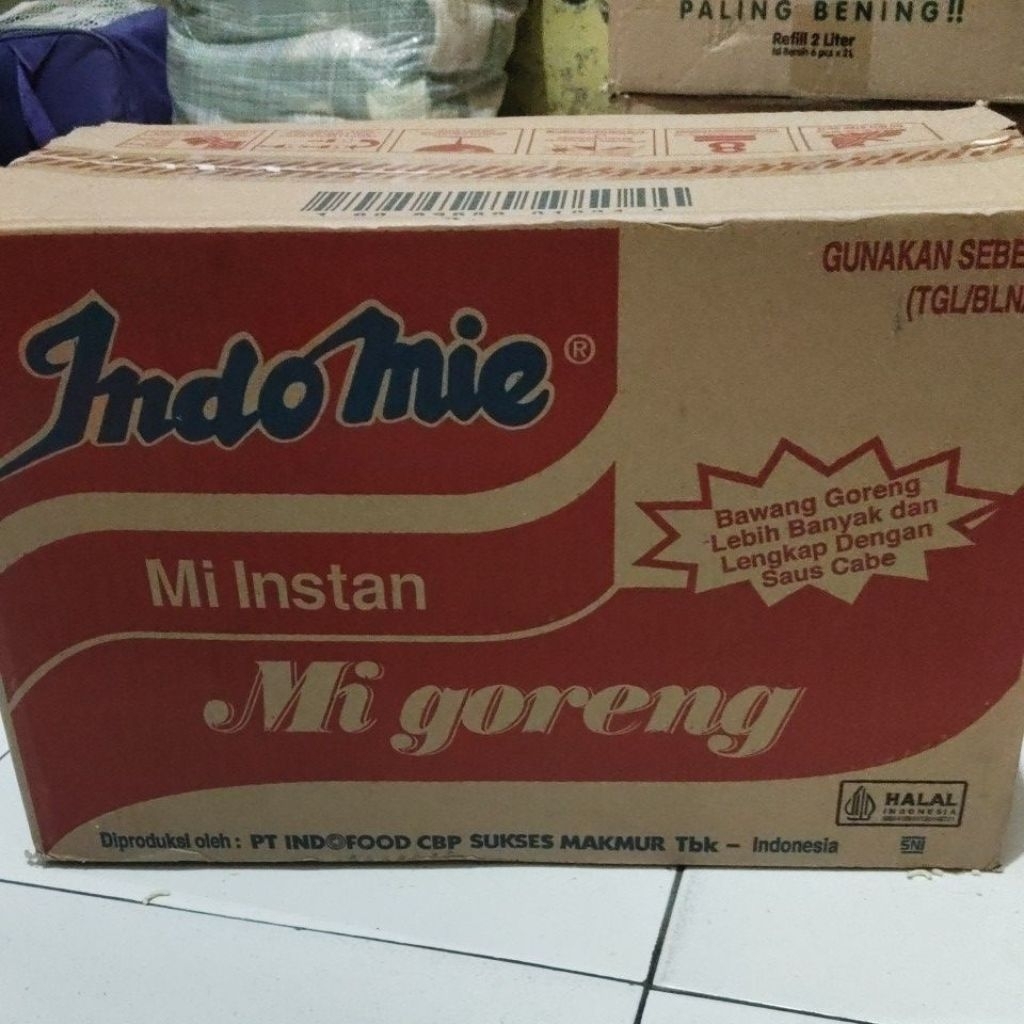 PALING BENING!!
Refill 2 Liter
GUNAKAN SEBE
(TGL/BLN/
IndoMie®
Bawang Goreng
Lebih Banyak dan
Lengkap Dengan
Saus Cabe
Mi Instan
Mi goreng
HALAL
INDONESIA
Diproduksi oleh : PT INDOFOOD CBP SUKSES MAKMUR Tbk – Indonesia
SNI